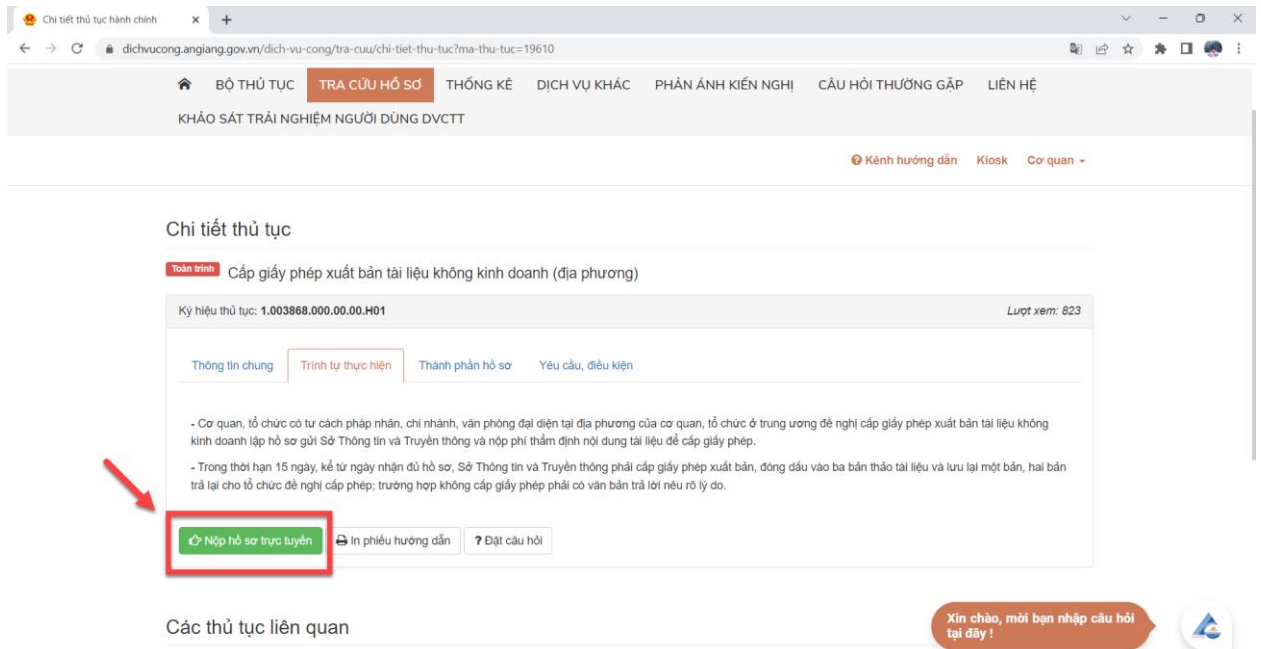 Chi tiết thủ tục hành chính
dichvucong.angiang.gov.vn/dich-vu-cong/tra-cuu/chi-tiet-thu-tuc?ma-thu-tuc=19610
BỘ THỦ TỤC TRA CỨU HỒ SƠ THỐNG KÊ DỊCH VỤ KHÁC PHẢN ÁNH KIẾN NGHỊ CÂU HỎI THƯỜNG GẶP LIÊN HỆ
KHẢO SÁT TRẢI NGHIỆM NGƯỜI DÙNG DVCTT
Kênh hướng dẫn Kiosk Cơ quan
Chi tiết thủ tục
Toàn trình Cấp giấy phép xuất bản tài liệu không kinh doanh (địa phương)
Ký hiệu thủ tục: 1.003868.000.00.00.H01 Lượt xem: 823
Thông tin chung Trình tự thực hiện Thành phần hồ sơ Yêu cầu, điều kiện
- Cơ quan, tổ chức có tư cách pháp nhân, chi nhánh, văn phòng đại diện tại địa phương của cơ quan, tổ chức ở trung ương đề nghị cấp giấy phép xuất bản tài liệu không
kinh doanh lập hồ sơ gửi Sở Thông tin và Truyền thông và nộp phí thẩm định nội dung tài liệu để cấp giấy phép.
- Trong thời hạn 15 ngày, kể từ ngày nhận đủ hồ sơ, Sở Thông tin và Truyền thông phải cấp giấy phép xuất bản, đóng dấu vào ba bản thảo tài liệu và lưu lại một bản, hai bản
trả lại cho tổ chức đề nghị cấp phép; trường hợp không cấp giấy phép phải có văn bản trả lời nêu rõ lý do.
Nộp hồ sơ trực tuyến In phiếu hướng dẫn ? Đặt câu hỏi
Các thủ tục liên quan
Xin chào, mời bạn nhập câu hỏi
tại đây !